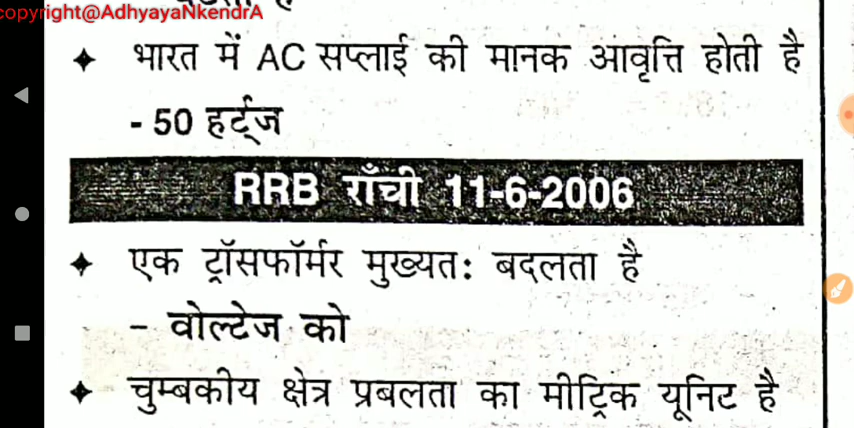 copyright@AdhyayaNkendrA
✦ भारत में AC सप्लाई की मानक आवृत्ति होती है
- 50 हर्ट्ज
RRB राँची 11-6-2006
✦ एक ट्रॉसफॉर्मर मुख्यतः बदलता है
- वोल्टेज को
✦ चुम्बकीय क्षेत्र प्रबलता का मीट्रिक यूनिट है